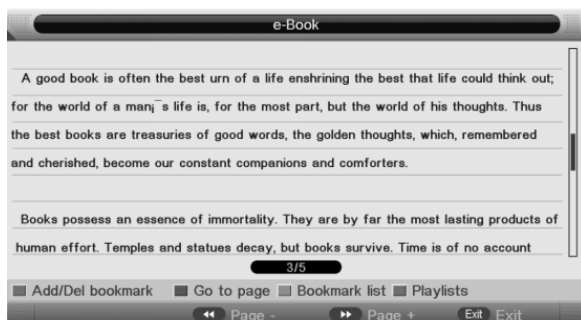 e-Book
A good book is often the best urn of a life enshrining the best that life could think out;
for the world of a man¡¯s life is, for the most part, but the world of his thoughts. Thus
the best books are treasuries of good words, the golden thoughts, which, remembered
and cherished, become our constant companions and comforters.
Books possess an essence of immortality. They are by far the most lasting products of
human effort. Temples and statues decay, but books survive. Time is of no account
3/5
Add/Del bookmark Go to page Bookmark list Playlists
Page - Page + Exit Exit